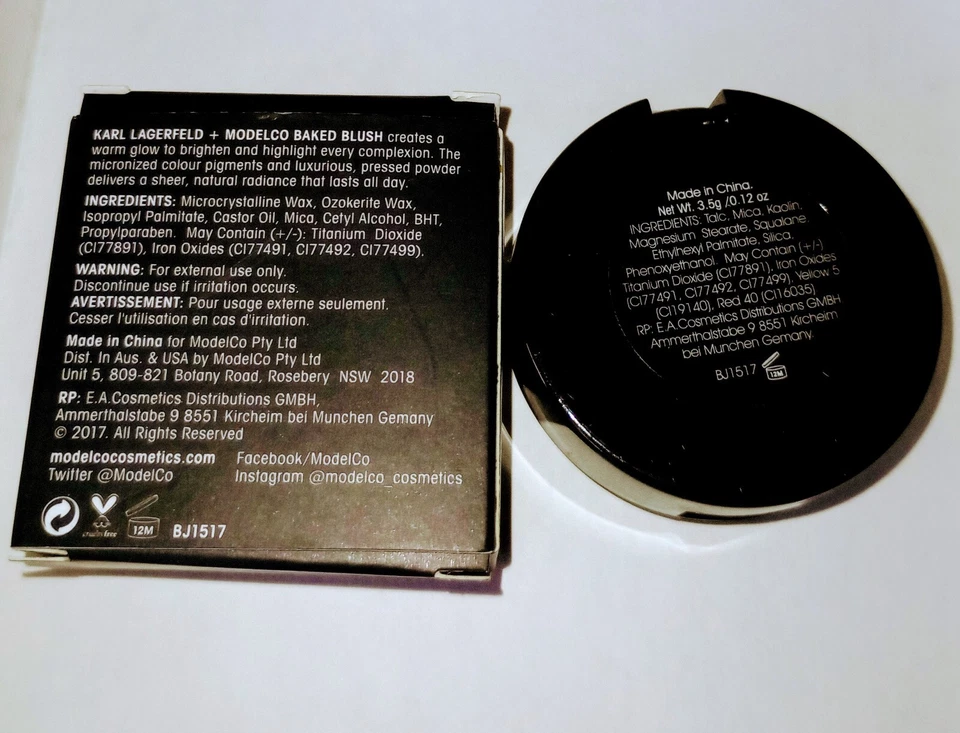 KARL LAGERFELD + MODELCO BAKED BLUSH creates a
warm glow to brighten and highlight every complexion. The
micronized colour pigments and luxurious, pressed powder
delivers a sheer, natural radiance that lasts all day.
INGREDIENTS: Microcrystalline Wax, Ozokerite Wax,
Isopropyl Palmitate, Castor Oil, Mica, Cetyl Alcohol, BHT,
Propylparaben. May Contain (+/-): Titanium Dioxide
(CI77891), Iron Oxides (CI77491, CI77492, CI77499).
WARNING: For external use only.
Discontinue use if irritation occurs.
AVERTISSEMENT: Pour usage externe seulement.
Cesser l'utilisation en cas d'irritation.
Made in China for ModelCo Pty Ltd
Dist. In Aus. & USA by ModelCo Pty Ltd
Unit 5, 809-821 Botany Road, Rosebery NSW 2018
RP: E.A.Cosmetics Distributions GMBH,
Ammerthalstabe 9 8551 Kircheim bei Munchen Gemany
© 2017. All Rights Reserved
modelcocosmetics.com Facebook/ModelCo
Twitter @ModelCo Instagram @modelco_cosmetics
cruelty free 12M BJ1517
Made in China.
Net Wt. 3.5g /0.12 oz
INGREDIENTS: Talc, Mica, Kaolin,
Magnesium Stearate, Squalane,
Ethylnexyl Palmitate, Silica,
Phenoxyethanol. May Contain (+/-)
Titanium Dioxide (CI77891), Iron Oxides
(CI77491, CI77492, CI77499), Yellow 5
(CI19140), Red 40 (CI16035)
RP: E.A.Cosmetics Distributions GMBH
Ammerthalstabe 9 8551 Kircheim
bei Munchen Gemany.
BJ1517 12M